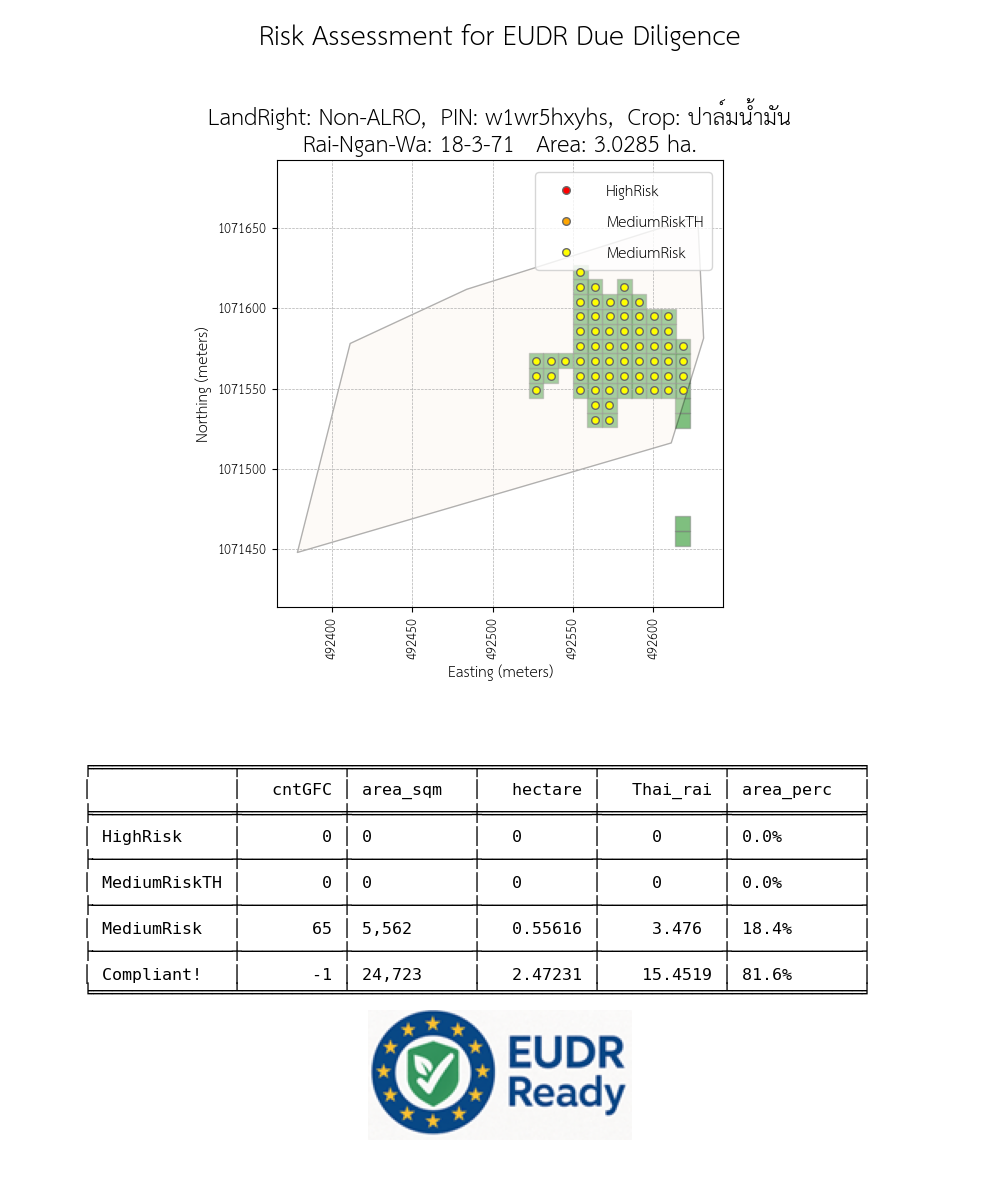 Risk Assessment for EUDR Due Diligence
LandRight: Non-ALRO, PIN: w1wr5hxyhs, Crop: ปาล์มน้ำมัน
Rai-Ngan-Wa: 18-3-71 Area: 3.0285 ha.
HighRisk
MediumRiskTH
MediumRisk
1071650
1071600
1071550
1071500
1071450
Northing (meters)
492400 492450 492500 492550 492600
Easting (meters)
cntGFC area_sqm hectare Thai_rai area_perc
HighRisk 0 0 0 0 0.0%
MediumRiskTH 0 0 0 0 0.0%
MediumRisk 65 5,562 0.55616 3.476 18.4%
Compliant! -1 24,723 2.47231 15.4519 81.6%
EUDR
Ready